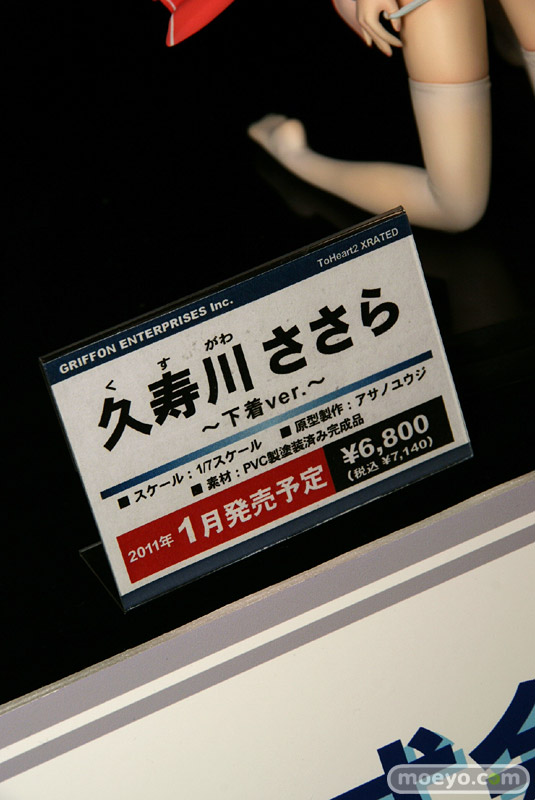 GRIFFON ENTERPRISES Inc.
ToHeart2 XRATED
くすがわ
久寿川 ささら
～下着ver.～
■スケール：1/7スケール ■原型製作：アサノユウジ
■素材：PVC製塗装済み完成品
2011年 1月発売予定
¥6,800
(税込 ¥7,140)
moeyo.com